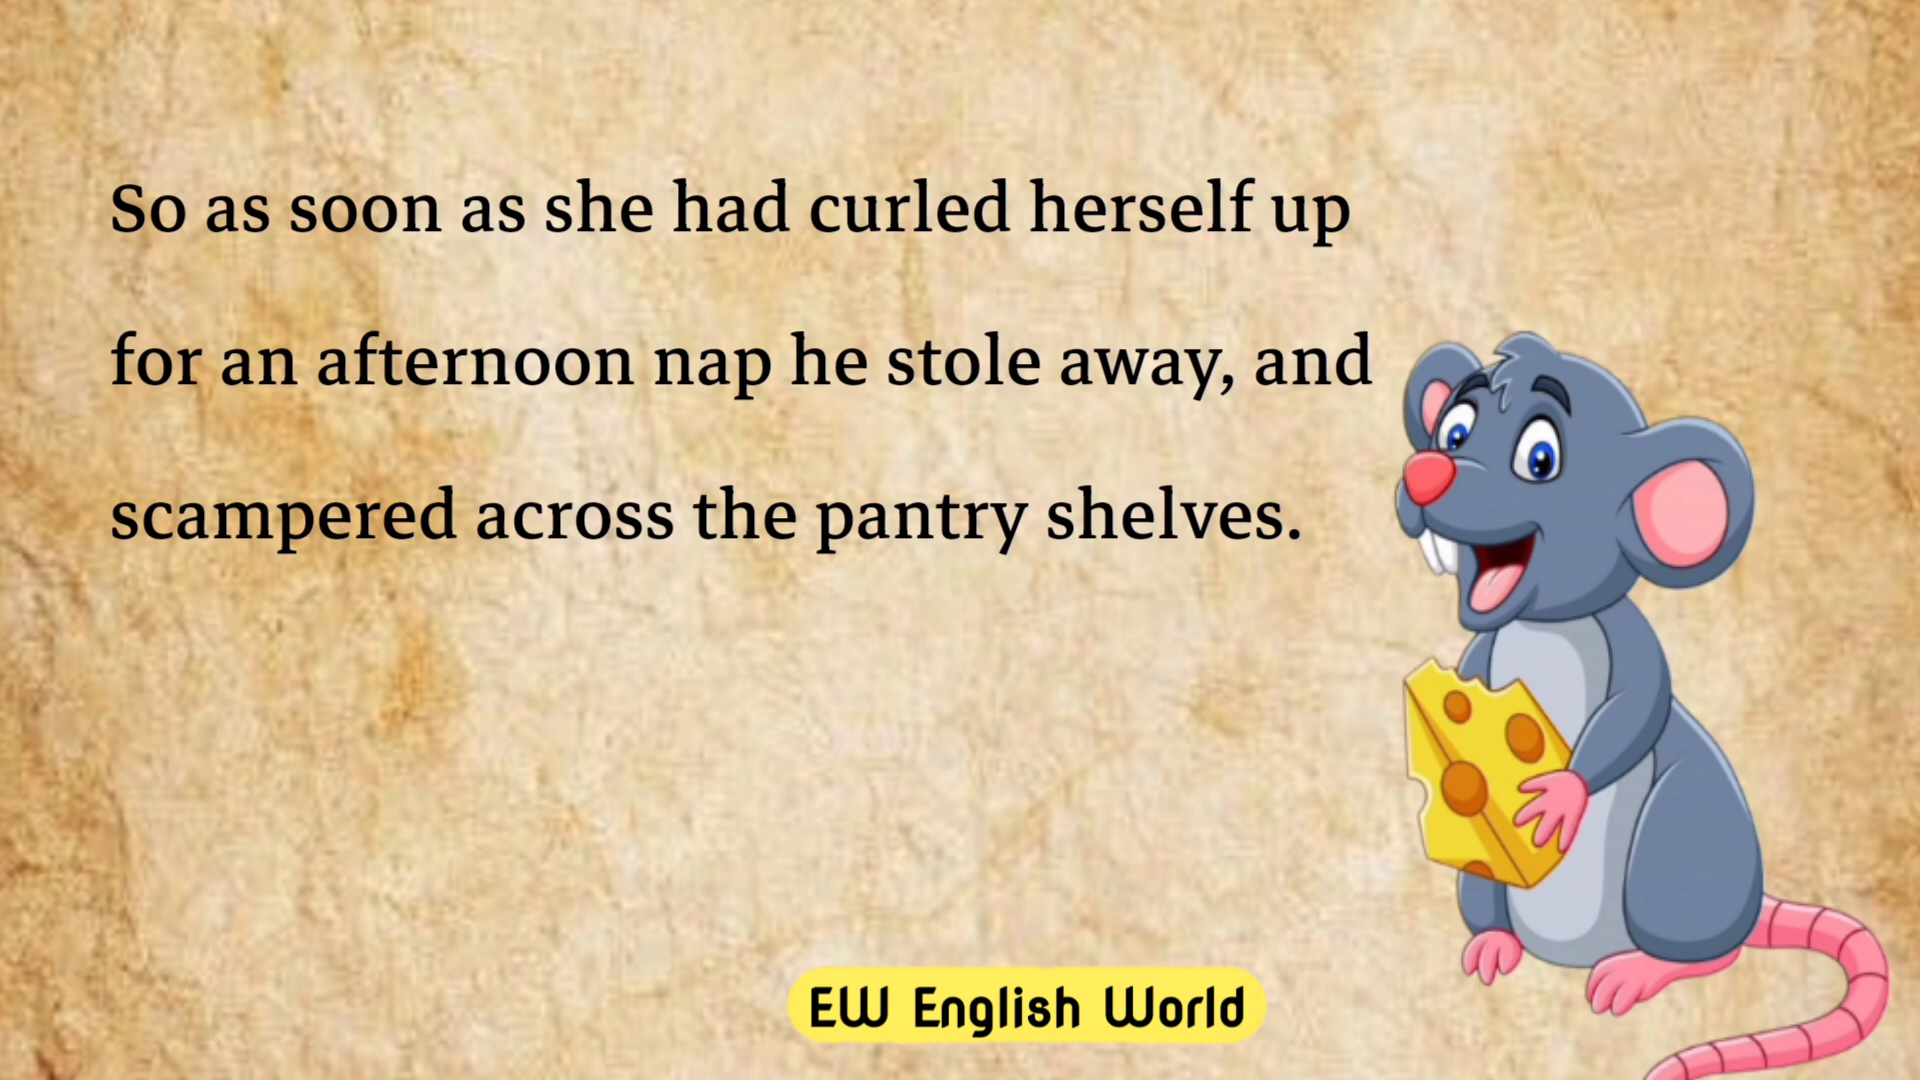 So as soon as she had curled herself up
for an afternoon nap he stole away, and
scampered across the pantry shelves.
EW English World